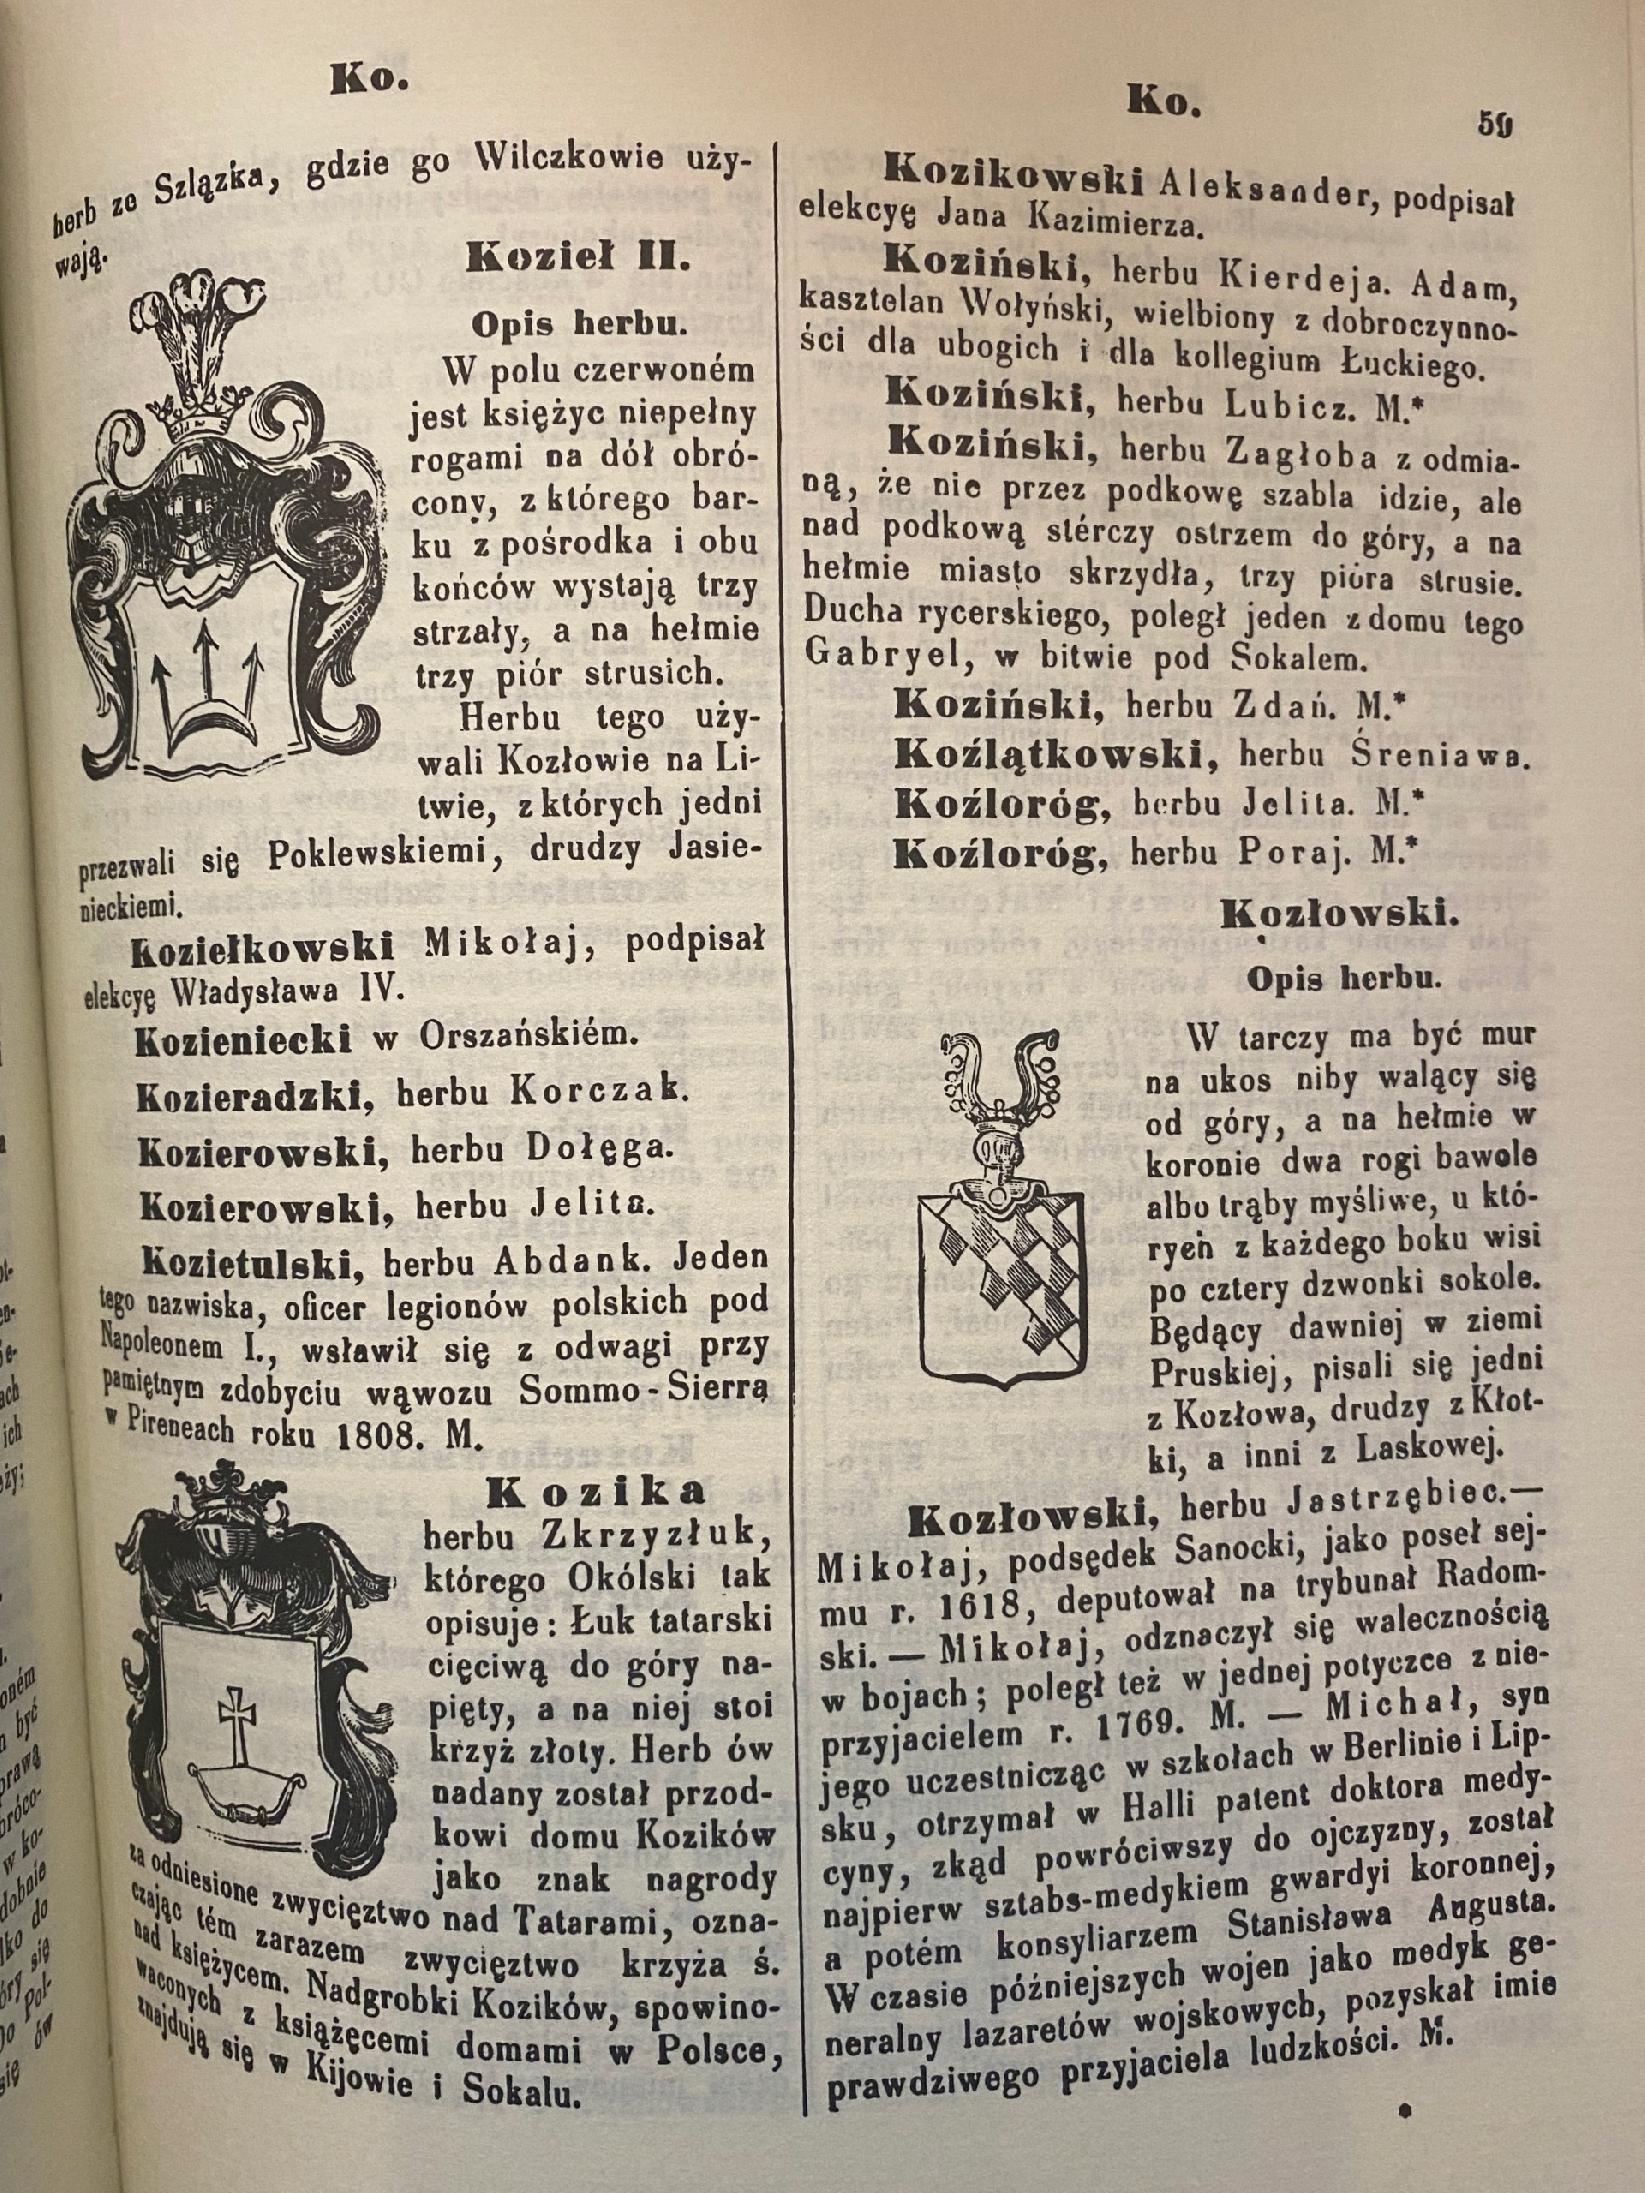 Ko.
herb ze Szlązka, gdzie go Wilczkowie uży-
wają.
Kozieł II.
Opis herbu.
W polu czerwoném
jest księżyc niepełny
rogami na dół obró-
cony, z którego bar-
ku z pośrodka i obu
końców wystają trzy
strzały, a na hełmie
trzy piór strusich.
Herbu tego uży-
wali Kozłowie na Li-
twie, z których jedni
przezwali się Poklewskiemi, drudzy Jasie-
nieckiemi.
Koziełkowski Mikołaj, podpisał
elekcyę Władysława IV.
Kozieniecki w Orszańskiém.
Kozieradzki, herbu Korczak.
Kozierowski, herbu Dołęga.
Kozierowski, herbu Jelita.
Kozietulski, herbu Abdank. Jeden
tego nazwiska, oficer legionów polskich pod
Napoleonem I., wsławił się z odwagi przy
pamiętnym zdobyciu wąwozu Sommo-Sierra
w Pireneach roku 1808. M.
Kozika
herbu Zkrzyzłuk,
którego Okólski tak
opisuje: Łuk tatarski
cięciwą do góry na-
pięty, a na niej stoi
krzyż złoty. Herb ów
nadany został przod-
kowi domu Kozików
jako znak nagrody
za odniesione zwycięztwo nad Tatarami, ozna-
czając tém zarazem zwycięztwo krzyża ś.
nad księżycem. Nadgrobki Kozików, spowino-
waconych z książęcemi domami w Polsce,
znajdują się w Kijowie i Sokalu.
Ko.
59
Kozikowski Aleksander, podpisał
elekcyę Jana Kazimierza.
Koziński, herbu Kierdeja. Adam,
kasztelan Wołyński, wielbiony z dobroczynno-
ści dla ubogich i dla kollegium Łuckiego.
Koziński, herbu Lubicz. M.*
Koziński, herbu Zagłoba z odmia-
ną, że nie przez podkowę szabla idzie, ale
nad podkową stérczy ostrzem do góry, a na
hełmie miasto skrzydła, trzy pióra strusie.
Ducha rycerskiego, poległ jeden z domu tego
Gabryel, w bitwie pod Sokalem.
Koziński, herbu Zdań. M.*
Koźlątkowski, herbu Śreniawa.
Koźloróg, herbu Jelita. M.*
Koźloróg, herbu Poraj. M.*
Kozłowski.
Opis herbu.
W tarczy ma być mur
na ukos niby walący się
od góry, a na hełmie w
koronie dwa rogi bawole
albo trąby myśliwe, u któ-
rych z każdego boku wisi
po cztery dzwonki sokole.
Będący dawniej w ziemi
Pruskiej, pisali się jedni
z Kozłowa, drudzy z Kłot-
ki, a inni z Laskowej.
Kozłowski, herbu Jastrzębiec.—
Mikołaj, podsędek Sanocki, jako poseł sej-
mu r. 1618, deputował na trybunał Radom-
ski. — Mikołaj, odznaczył się walecznością
w bojach; poległ też w jednej potyczce z nie-
przyjacielem r. 1769. M. — Michał, syn
jego uczestnicząc w szkołach w Berlinie i Lip-
sku, otrzymał w Halli patent doktora medy-
cyny, zkąd powróciwszy do ojczyzny, został
najpierw sztabs-medykiem gwardyi koronnej,
a potém konsyliarzem Stanisława Augusta.
W czasie późniejszych wojen jako medyk ge-
neralny lazaretów wojskowych, pozyskał imie
prawdziwego przyjaciela ludzkości. M.